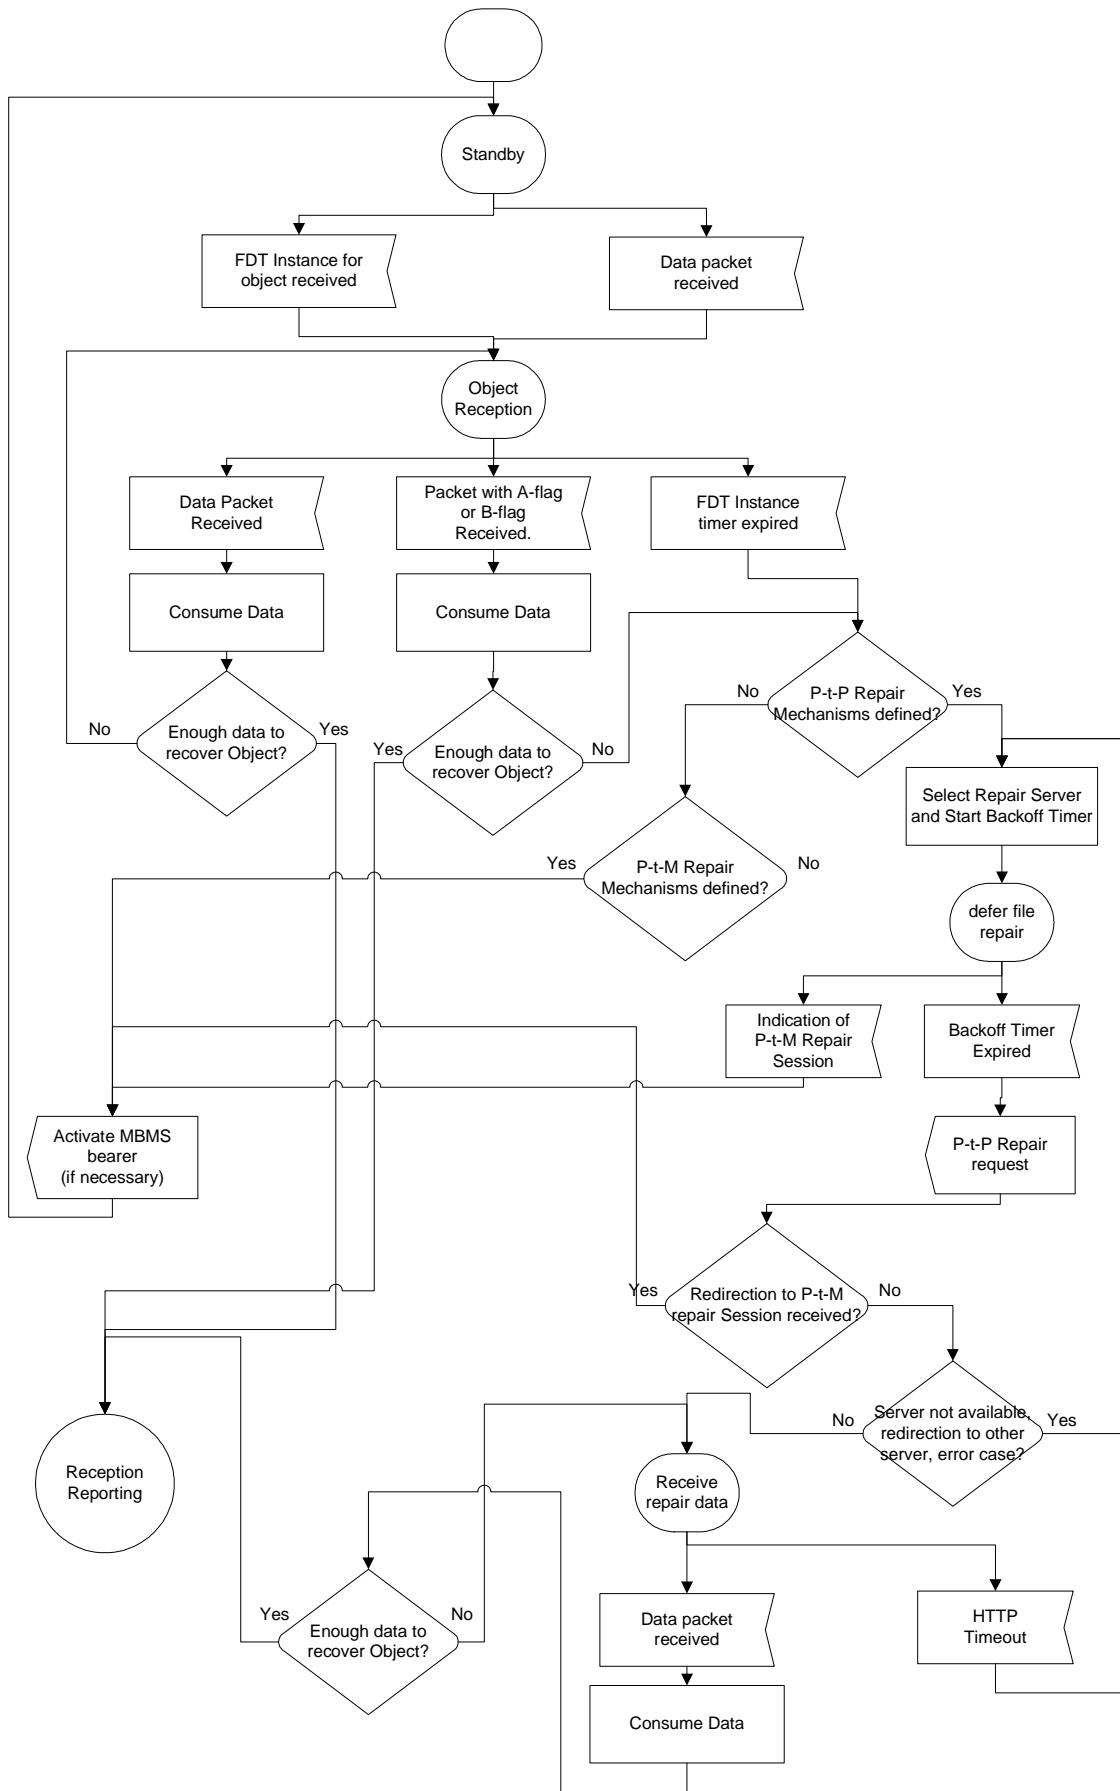 Standby
FDT Instance for
object received
Data packet
received
Object
Reception
Data Packet
Received
Packet with A-flag
or B-flag
Received.
FDT Instance
timer expired
Consume Data
Consume Data
No
P-t-P Repair
Mechanisms defined?
Yes
No
Enough data to
recover Object?
Yes
Yes
Enough data to
recover Object?
No
Select Repair Server
and Start Backoff Timer
Yes
P-t-M Repair
Mechanisms defined?
No
defer file
repair
Indication of
P-t-M Repair
Session
Backoff Timer
Expired
Activate MBMS
bearer
(if necessary)
P-t-P Repair
request
Yes
Redirection to P-t-M
repair Session received?
No
No
Server not available,
redirection to other
server, error case?
Yes
Reception
Reporting
Receive
repair data
Yes
Enough data to
recover Object?
No
Data packet
received
HTTP
Timeout
Consume Data